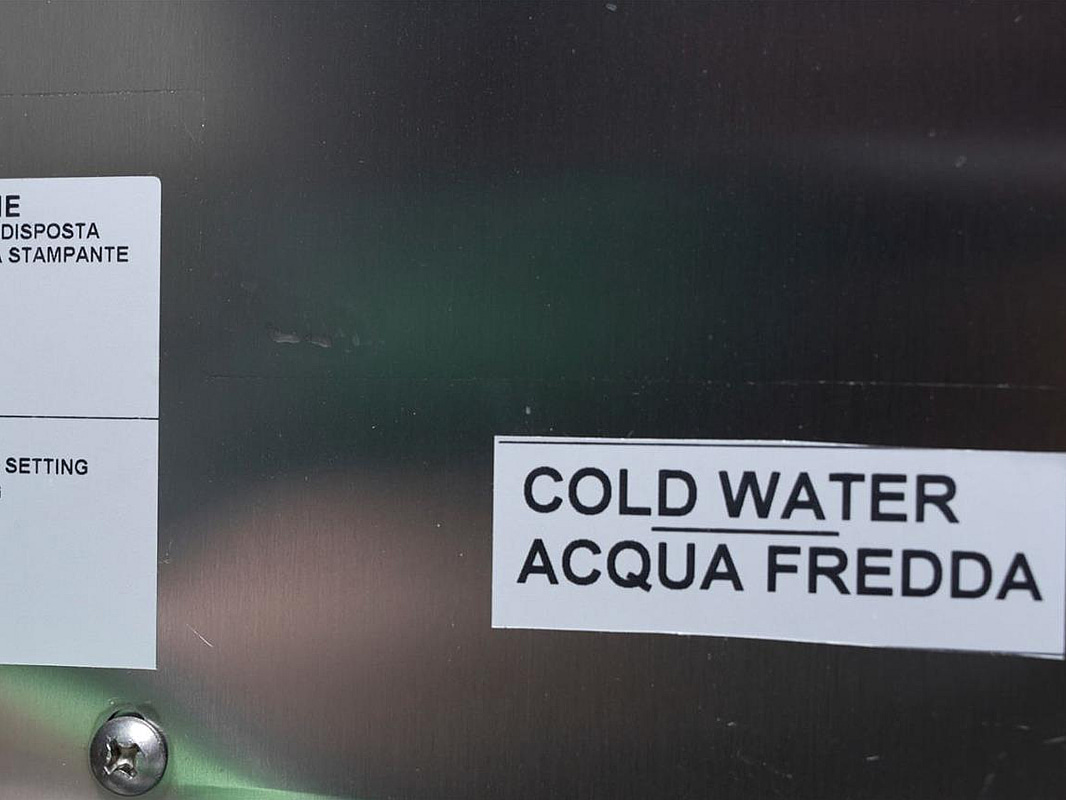 DISPOSTA
STAMPANTE
SETTING
COLD WATER
ACQUA FREDDA